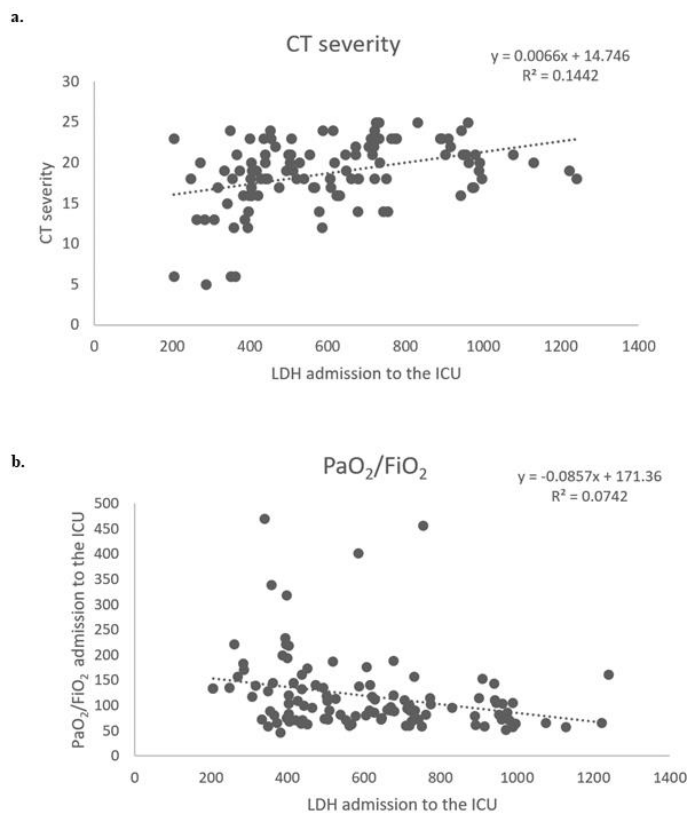 a.
CT severity
y = 0.0066x + 14.746
R² = 0.1442
30
25
20
15
10
5
0
CT severity
0 200 400 600 800 1000 1200 1400
LDH admission to the ICU
b.
PaO₂/FiO₂
y = -0.0857x + 171.36
R² = 0.0742
500
450
400
350
300
250
200
150
100
50
0
PaO₂/FiO₂ admission to the ICU
0 200 400 600 800 1000 1200 1400
LDH admission to the ICU